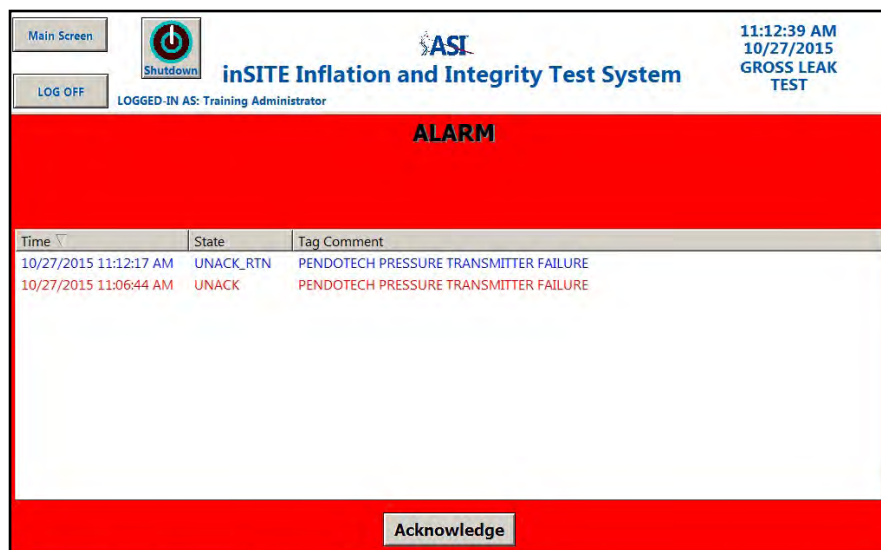 Main Screen
Shutdown
LOG OFF
LOGGED-IN AS: Training Administrator
ASI
inSITE Inflation and Integrity Test System
11:12:39 AM
10/27/2015
GROSS LEAK
TEST
ALARM
Time State Tag Comment
10/27/2015 11:12:17 AM UNACK_RTN PENDOTECH PRESSURE TRANSMITTER FAILURE
10/27/2015 11:06:44 AM UNACK PENDOTECH PRESSURE TRANSMITTER FAILURE
Acknowledge